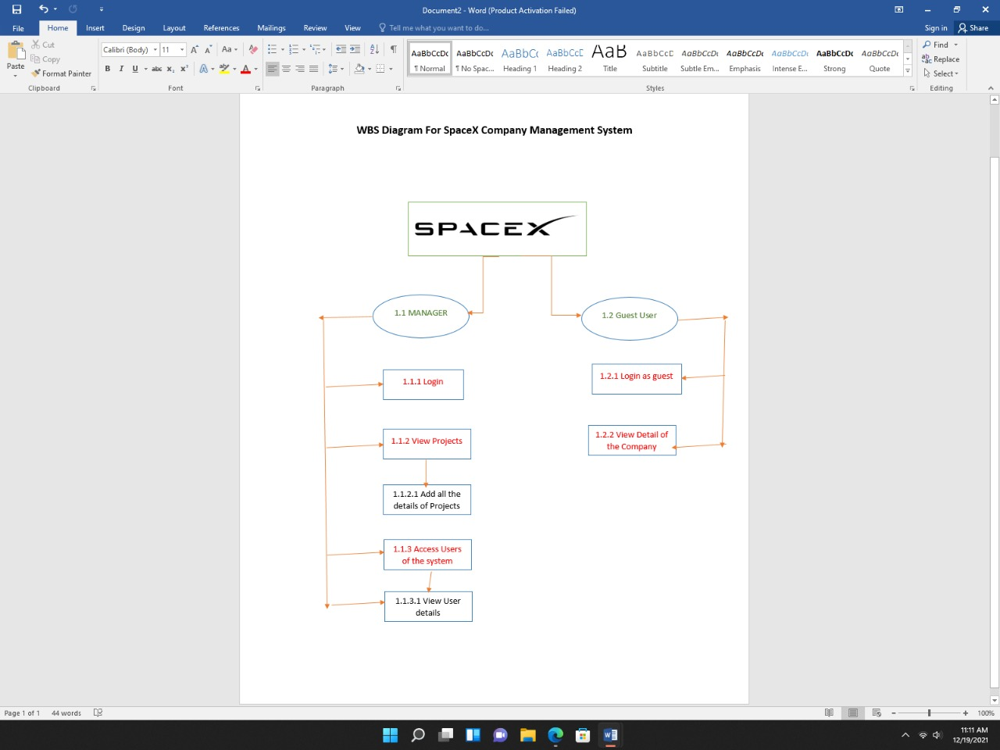 Document2 - Word (Product Activation Failed)
File Home Insert Design Layout References Mailings Review View Tell me what you want to do... Sign in Share
Paste
Cut
Copy
Format Painter
Clipboard
Calibri (Body) 11
Aa
B I U abc x₂ x²
A ab A
Font
Paragraph
AaBbCcDc AaBbCcDc AaBbCc AaBbCcE AaB AaBbCcE AaBbCcDc AaBbCcDc AaBbCcDc AaBbCcDc AaBbCcDc
¶ Normal ¶ No Spac... Heading 1 Heading 2 Title Subtitle Subtle Em... Emphasis Intense E... Strong Quote
Styles
Find
Replace
Select
Editing
WBS Diagram For SpaceX Company Management System
SPACEX
1.1 MANAGER
1.2 Guest User
1.1.1 Login
1.2.1 Login as guest
1.1.2 View Projects
1.2.2 View Detail of
the Company
1.1.2.1 Add all the
details of Projects
1.1.3 Access Users
of the system
1.1.3.1 View User
details
Page 1 of 1 44 words
100%
11:11 AM
12/19/2021